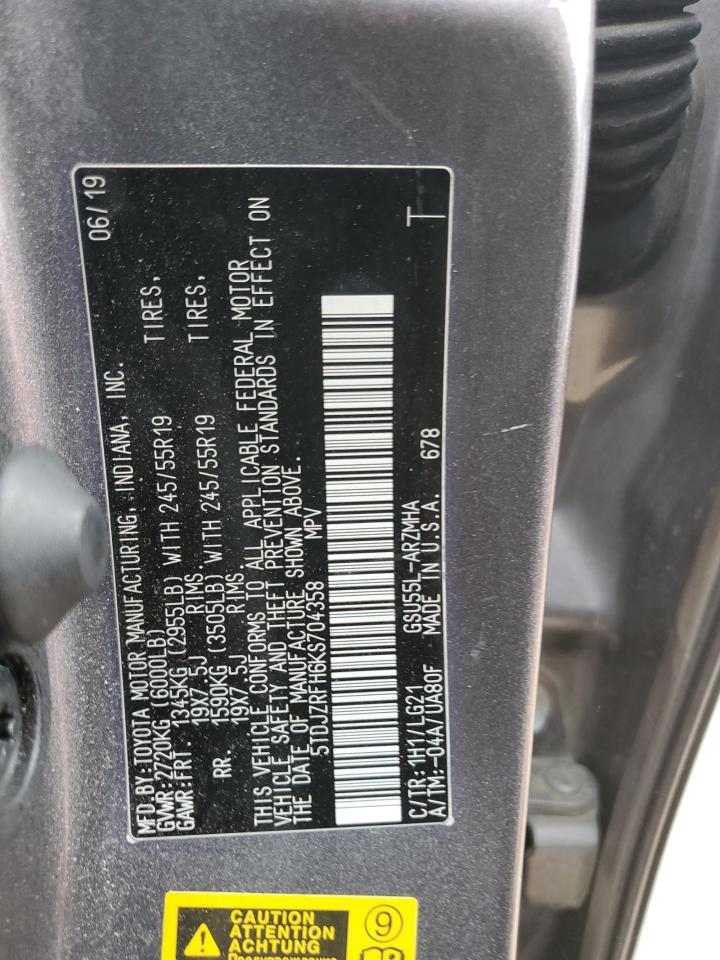 MFD.BY:TOYOTA MOTOR MANUFACTURING, INDIANA, INC. 06/19
GVWR:2720KG (6000LB)
GAWR:FRT. 1345KG (2955LB) WITH 245/55R19 TIRES,
19X7.5J RIMS
RR. 1590KG (3505LB) WITH 245/55R19 TIRES,
19X7.5J RIMS
THIS VEHICLE CONFORMS TO ALL APPLICABLE FEDERAL MOTOR
VEHICLE SAFETY AND THEFT PREVENTION STANDARDS IN EFFECT ON
THE DATE OF MANUFACTURE SHOWN ABOVE.
5TDJZRFH6KS704358 MPV
C/TR:1H1/LG21 GSU55L-ARZMHA
A/TM:-04A/UA80F MADE IN U.S.A. 678 T
CAUTION
ATTENTION
ACHTUNG
9